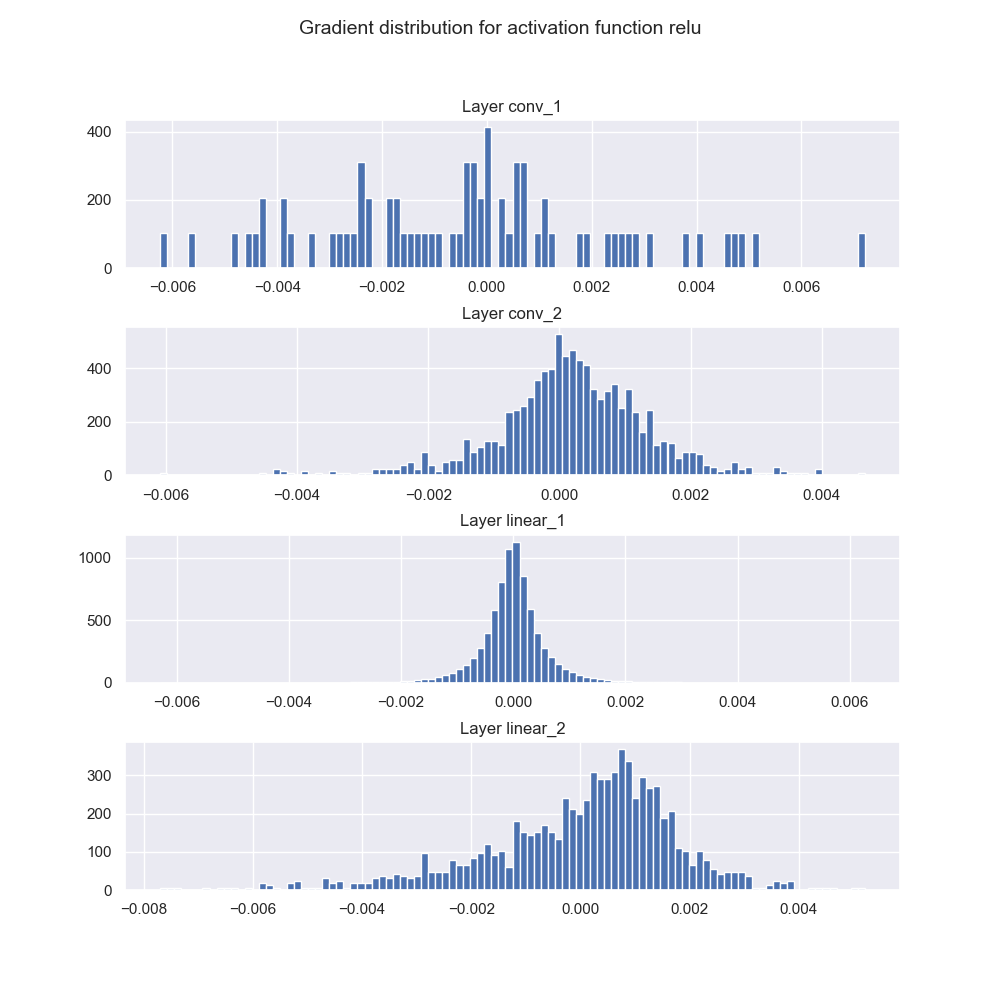 Gradient distribution for activation function relu
Layer conv_1
400
200
0
−0.006 −0.004 −0.002 0.000 0.002 0.004 0.006
Layer conv_2
400
200
0
−0.006 −0.004 −0.002 0.000 0.002 0.004
Layer linear_1
1000
500
0
−0.006 −0.004 −0.002 0.000 0.002 0.004 0.006
Layer linear_2
300
200
100
0
−0.008 −0.006 −0.004 −0.002 0.000 0.002 0.004